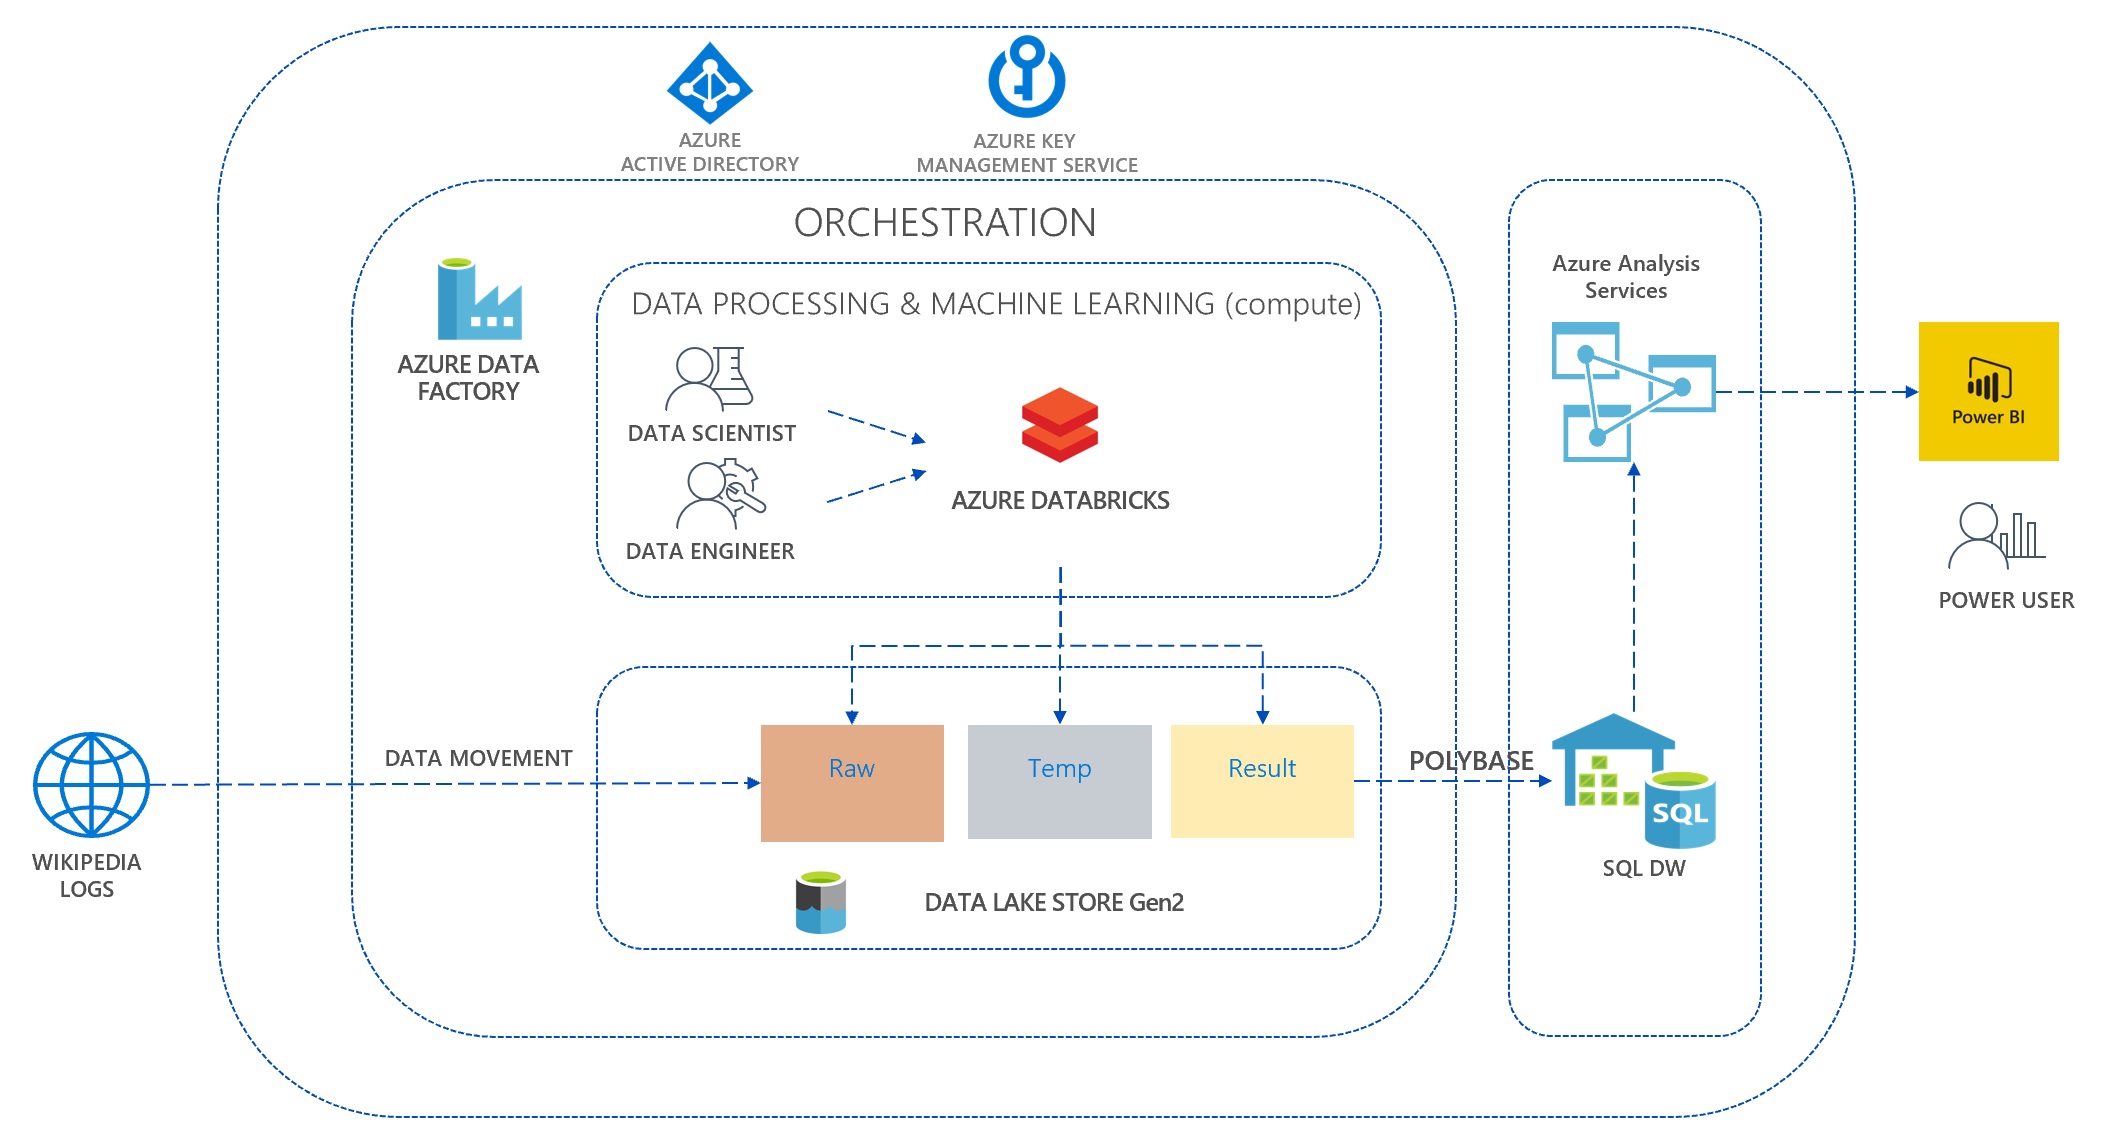 AZURE
ACTIVE DIRECTORY
AZURE KEY
MANAGEMENT SERVICE
ORCHESTRATION
AZURE DATA
FACTORY
DATA PROCESSING & MACHINE LEARNING (compute)
DATA SCIENTIST
DATA ENGINEER
AZURE DATABRICKS
Azure Analysis
Services
Power BI
POWER USER
WIKIPEDIA
LOGS
DATA MOVEMENT
Raw
Temp
Result
DATA LAKE STORE Gen2
POLYBASE
SQL
SQL DW